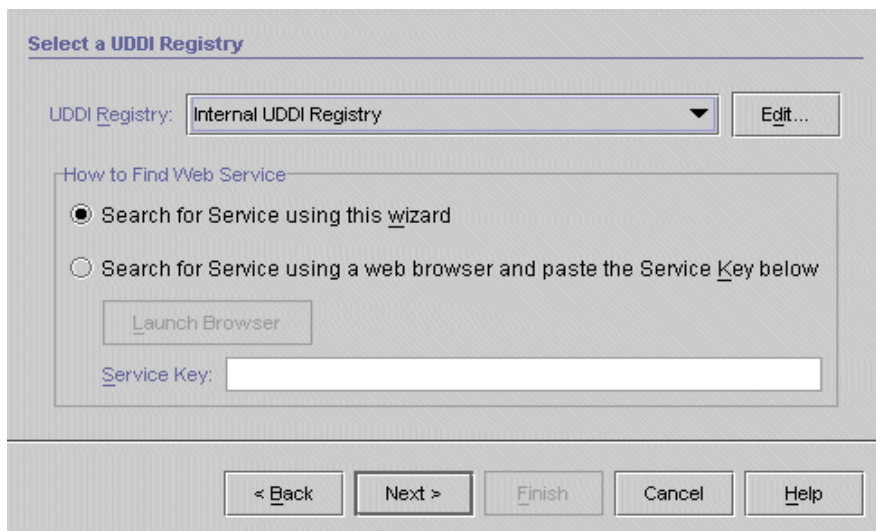 Select a UDDI Registry
UDDI Registry: Internal UDDI Registry Edit...
How to Find Web Service
Search for Service using this wizard
Search for Service using a web browser and paste the Service Key below
Launch Browser
Service Key:
< Back Next > Finish Cancel Help